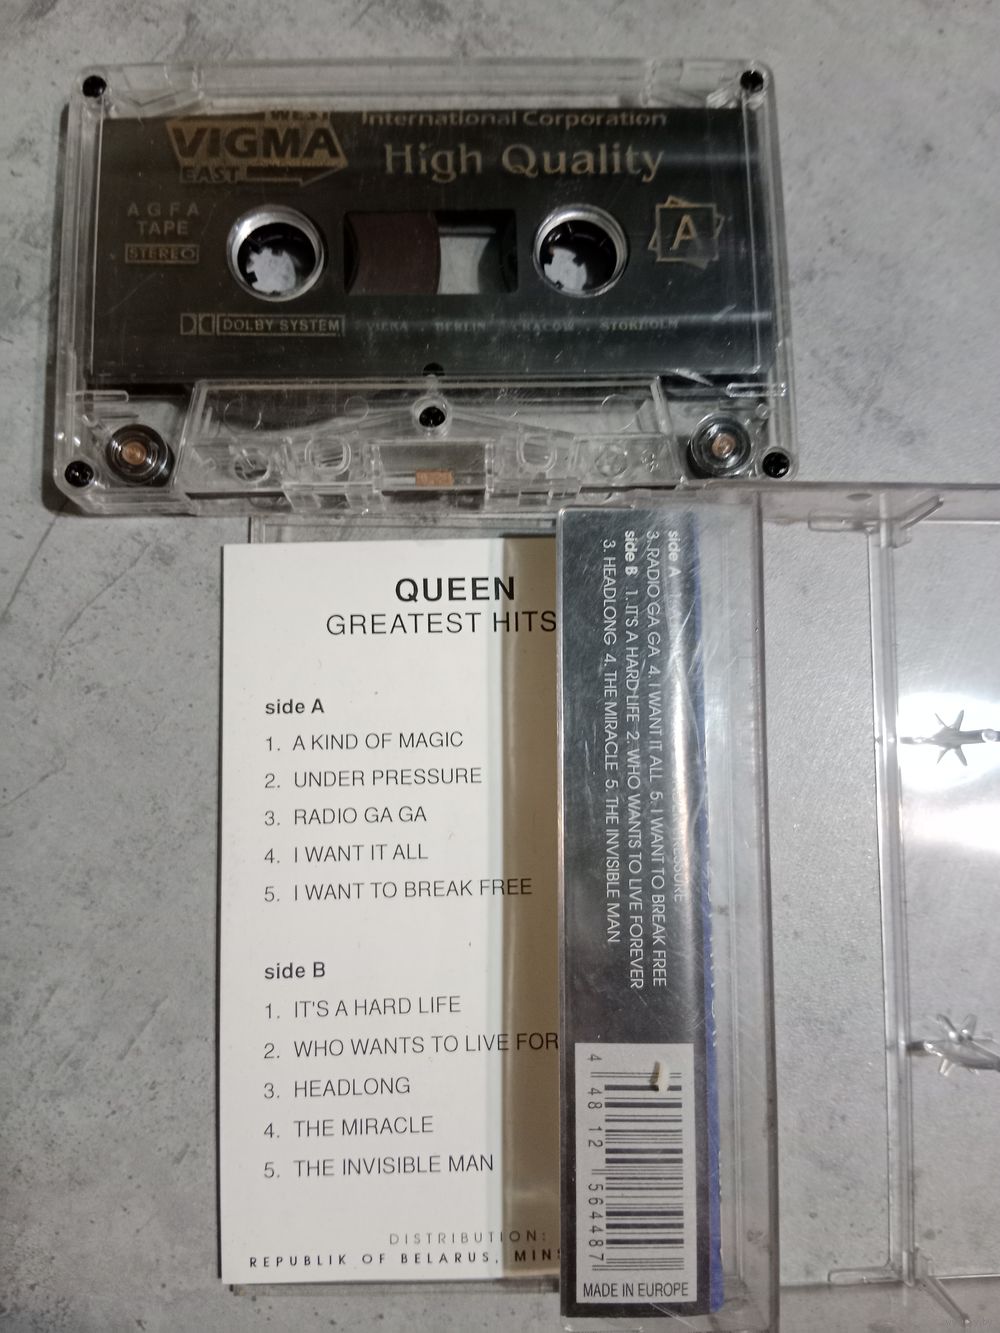 WEST
VIGMA
EAST
International Corporation
High Quality
AGFA
TAPE
STEREO
A
DOLBY SYSTEM
BERLIN CRACOW STOKHOLM
QUEEN
GREATEST HITS
side A
1. A KIND OF MAGIC
2. UNDER PRESSURE
3. RADIO GA GA
4. I WANT IT ALL
5. I WANT TO BREAK FREE
side B
1. IT'S A HARD LIFE
2. WHO WANTS TO LIVE FOR
3. HEADLONG
4. THE MIRACLE
5. THE INVISIBLE MAN
DISTRIBUTION:
REPUBLIK OF BELARUS, MINS
side A
3. RADIO GA GA 4. I WANT IT ALL 5. I WANT TO BREAK FREE
side B 1. IT'S A HARD LIFE 2. WHO WANTS TO LIVE FOREVER
3. HEADLONG 4. THE MIRACLE 5. THE INVISIBLE MAN
4 4812 564487
MADE IN EUROPE